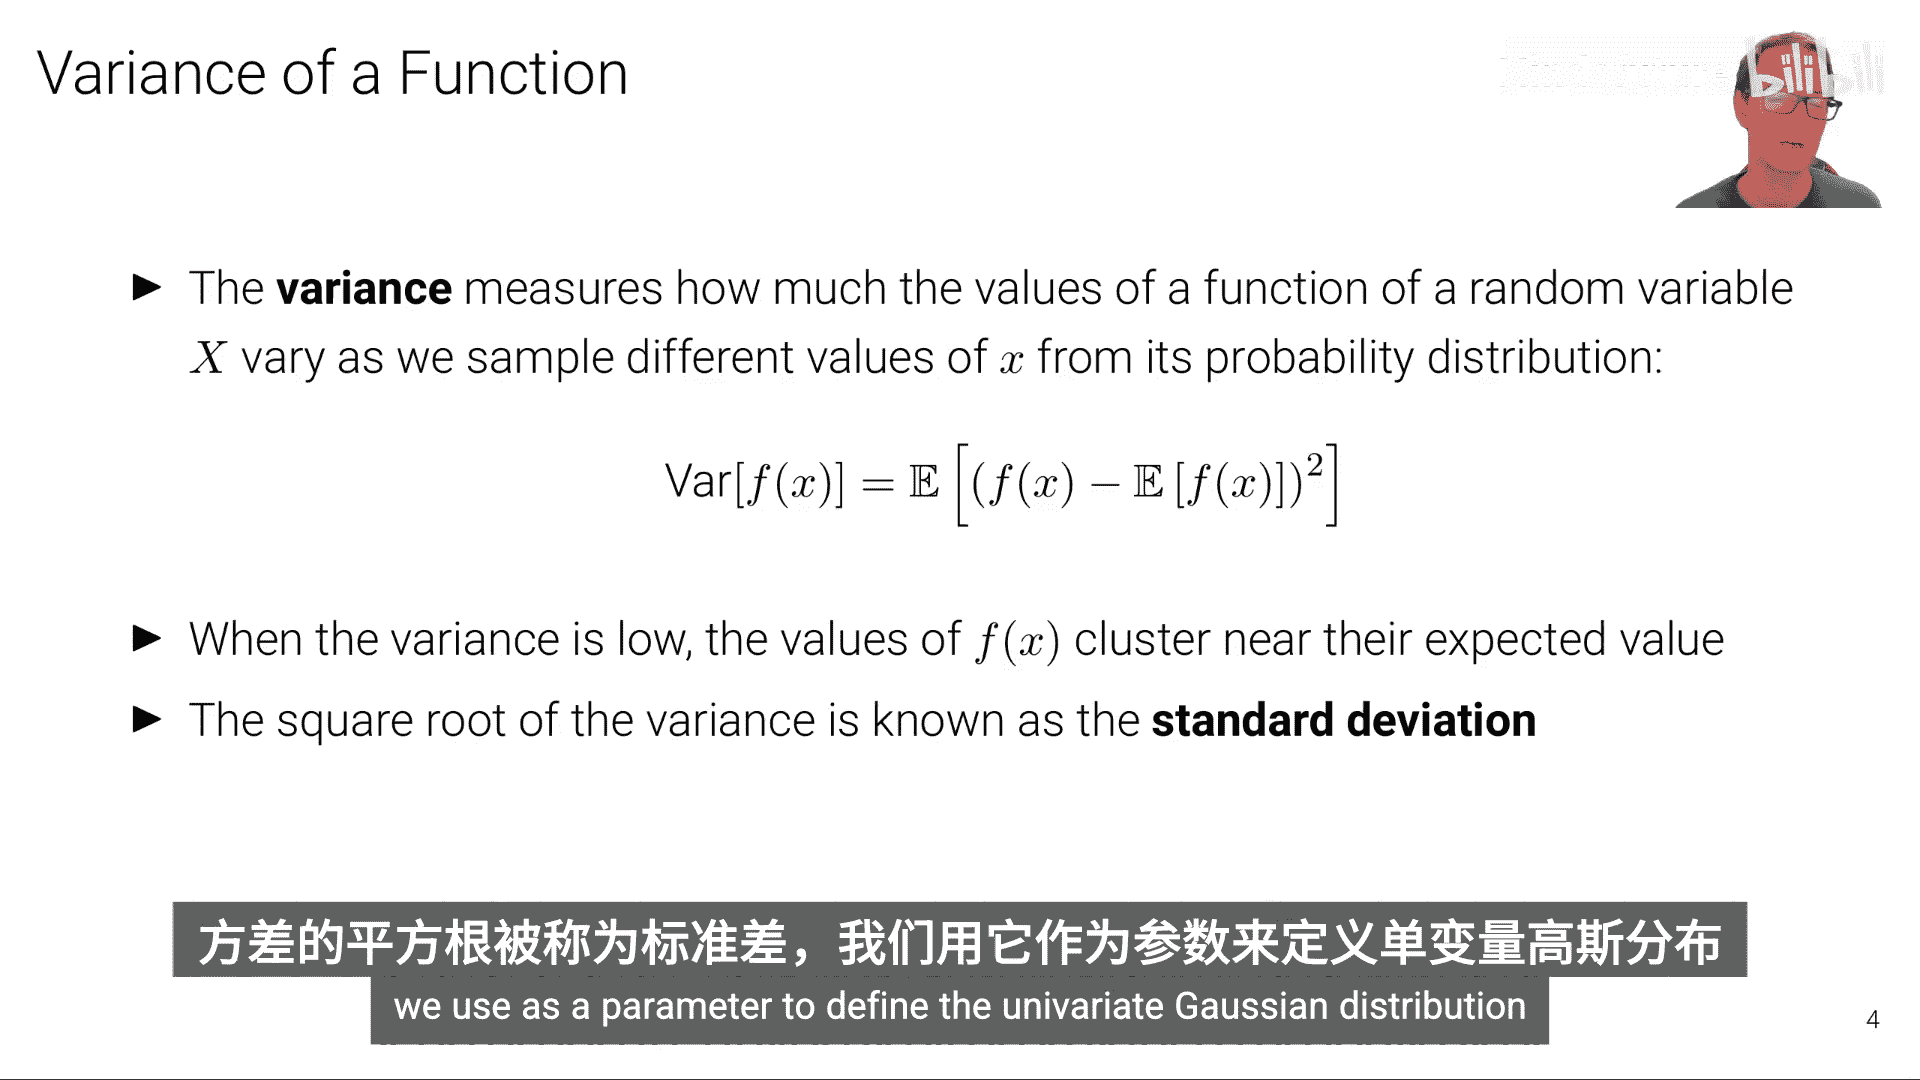 Variance of a Function
bilibili
▶ The variance measures how much the values of a function of a random variable
X vary as we sample different values of x from its probability distribution:
Var[f(x)] = 𝔼[(f(x) − 𝔼[f(x)])²]
▶ When the variance is low, the values of f(x) cluster near their expected value
▶ The square root of the variance is known as the standard deviation
方差的平方根被称为标准差，我们用它作为参数来定义单变量高斯分布
we use as a parameter to define the univariate Gaussian distribution
4